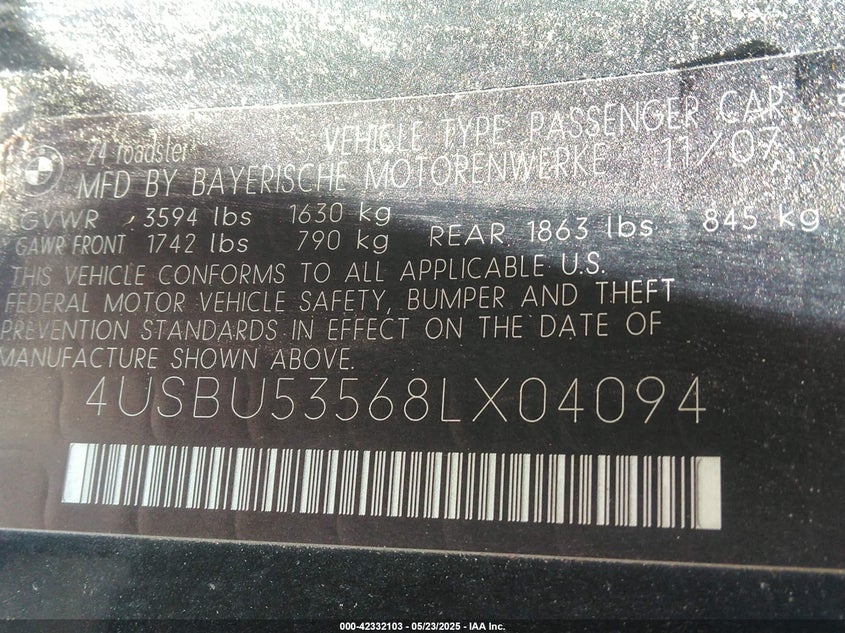 Z4 roadster VEHICLE TYPE PASSENGER CAR
MFD BY BAYERISCHE MOTORENWERKE 11/07
GVWR 3594 lbs 1630 kg
GAWR FRONT 1742 lbs 790 kg REAR 1863 lbs 845 kg
THIS VEHICLE CONFORMS TO ALL APPLICABLE U.S.
FEDERAL MOTOR VEHICLE SAFETY, BUMPER AND THEFT
PREVENTION STANDARDS IN EFFECT ON THE DATE OF
MANUFACTURE SHOWN ABOVE.
4USBU53568LX04094
000-42332103 - 05/23/2025 - IAA Inc.